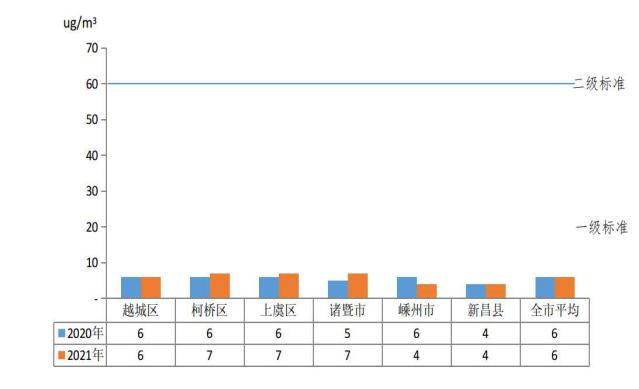 ug/m³
70
60
二级标准
50
40
30
20
一级标准
10
-
越城区 柯桥区 上虞区 诸暨市 嵊州市 新昌县 全市平均
2020年 6 6 6 5 6 4 6
2021年 6 7 7 7 4 4 6